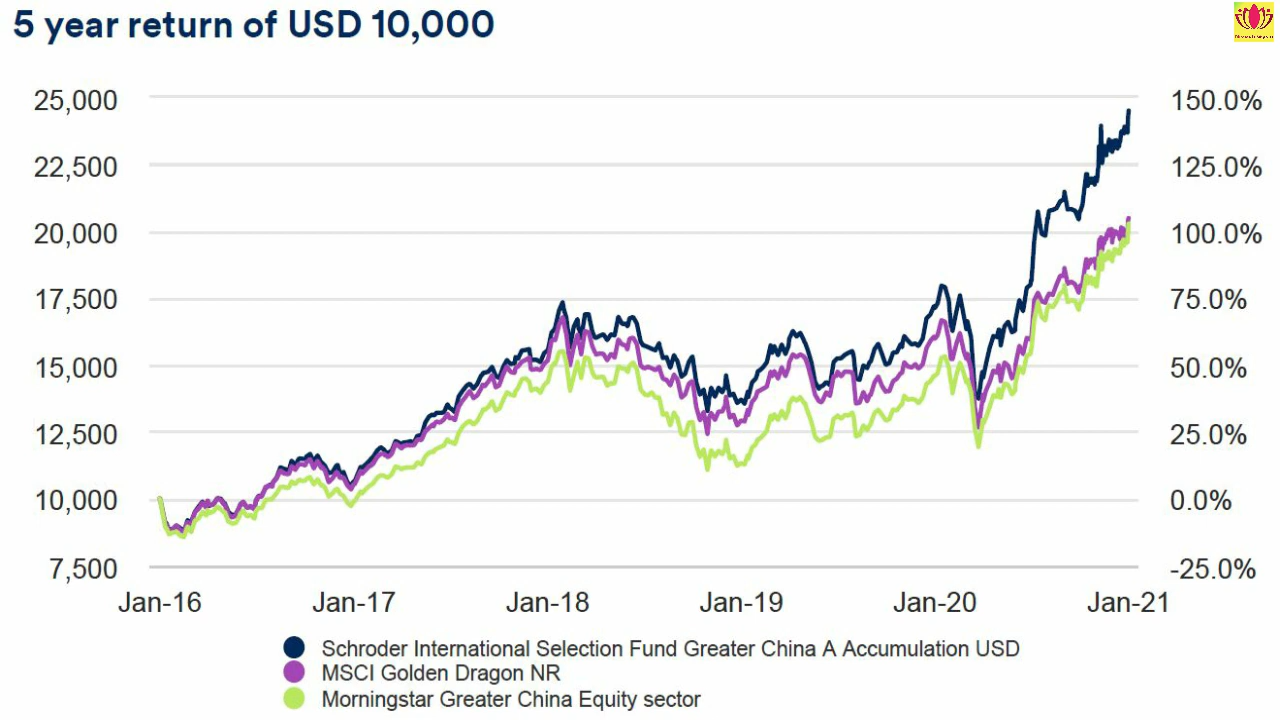 5 year return of USD 10,000
25,000 150.0%
22,500 125.0%
20,000 100.0%
17,500 75.0%
15,000 50.0%
12,500 25.0%
10,000 0.0%
7,500 -25.0%
Jan-16 Jan-17 Jan-18 Jan-19 Jan-20 Jan-21
Schroder International Selection Fund Greater China A Accumulation USD
MSCI Golden Dragon NR
Morningstar Greater China Equity sector